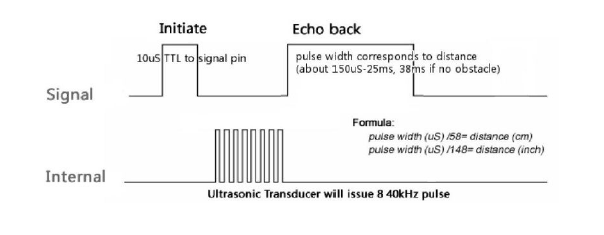 Initiate
Echo back
10uS TTL to signal pin
pulse width corresponds to distance
(about 150uS-25ms, 38ms if no obstacle)
Signal
Formula:
pulse width (uS) /58= distance (cm)
pulse width (uS) /148= distance (inch)
Internal
Ultrasonic Transducer will issue 8 40kHz pulse